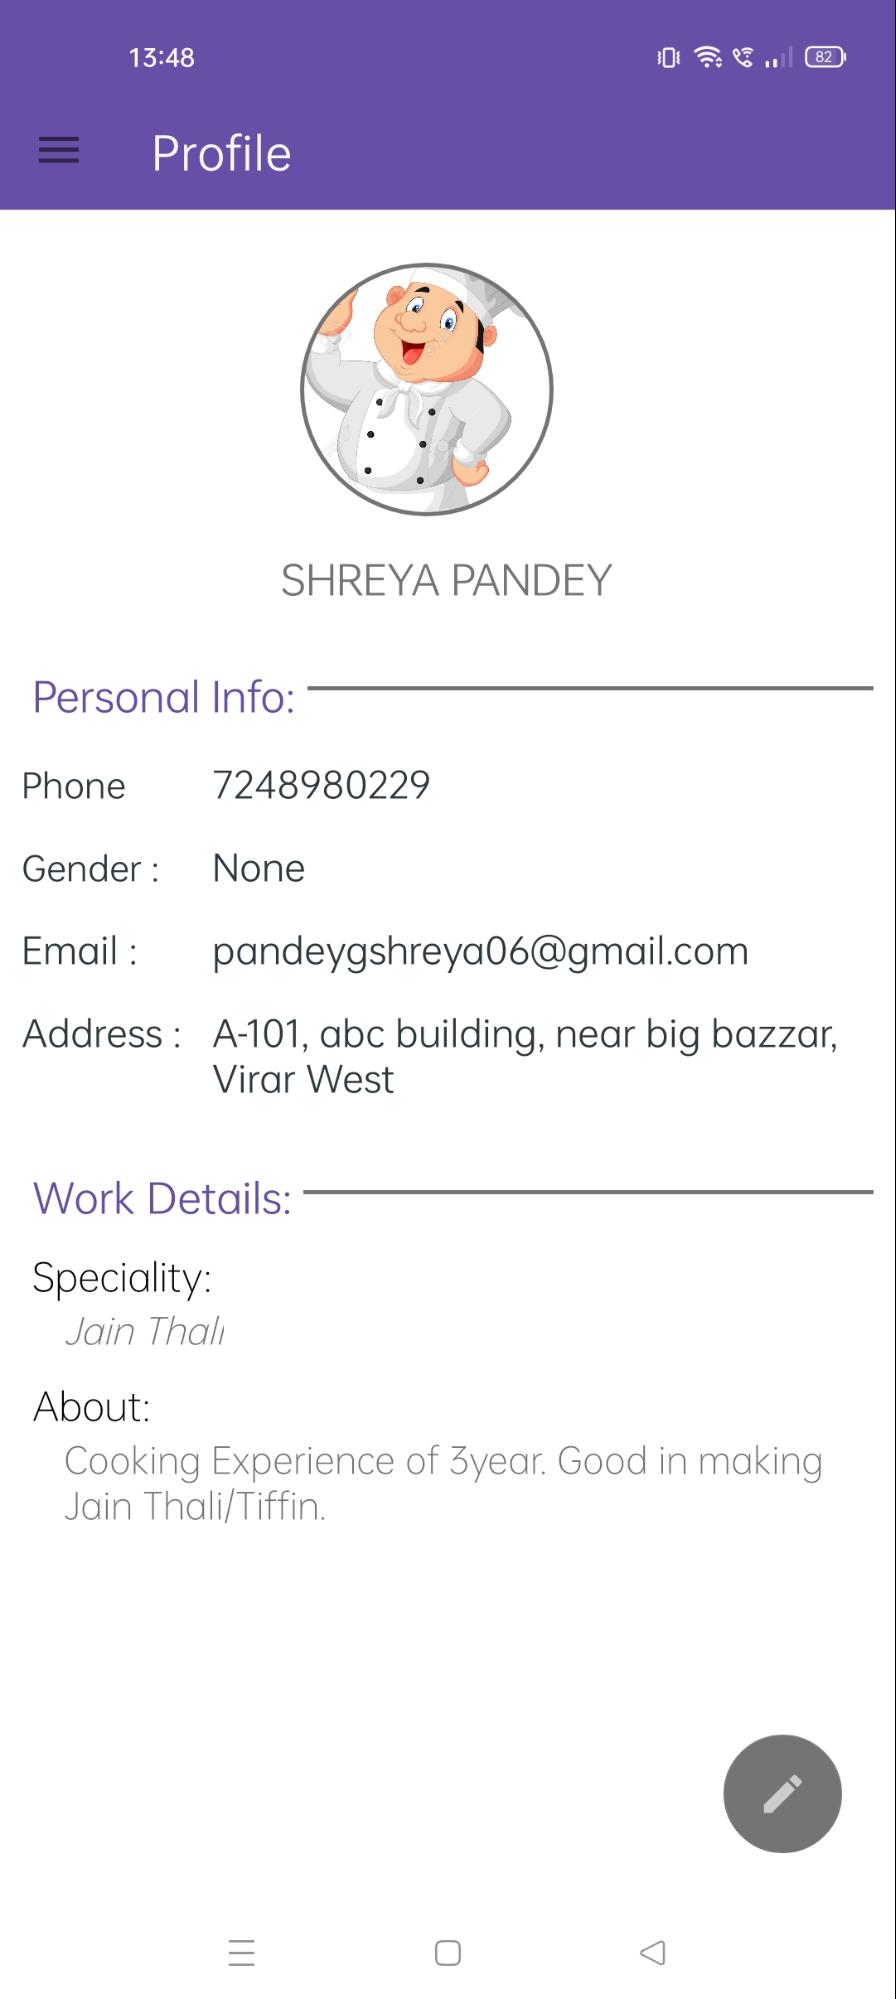 13:48
82
Profile
SHREYA PANDEY
Personal Info:
Phone 7248980229
Gender : None
Email : pandeygshreya06@gmail.com
Address : A-101, abc building, near big bazzar,
Virar West
Work Details:
Speciality:
Jain Thali
About:
Cooking Experience of 3year. Good in making
Jain Thali/Tiffin.